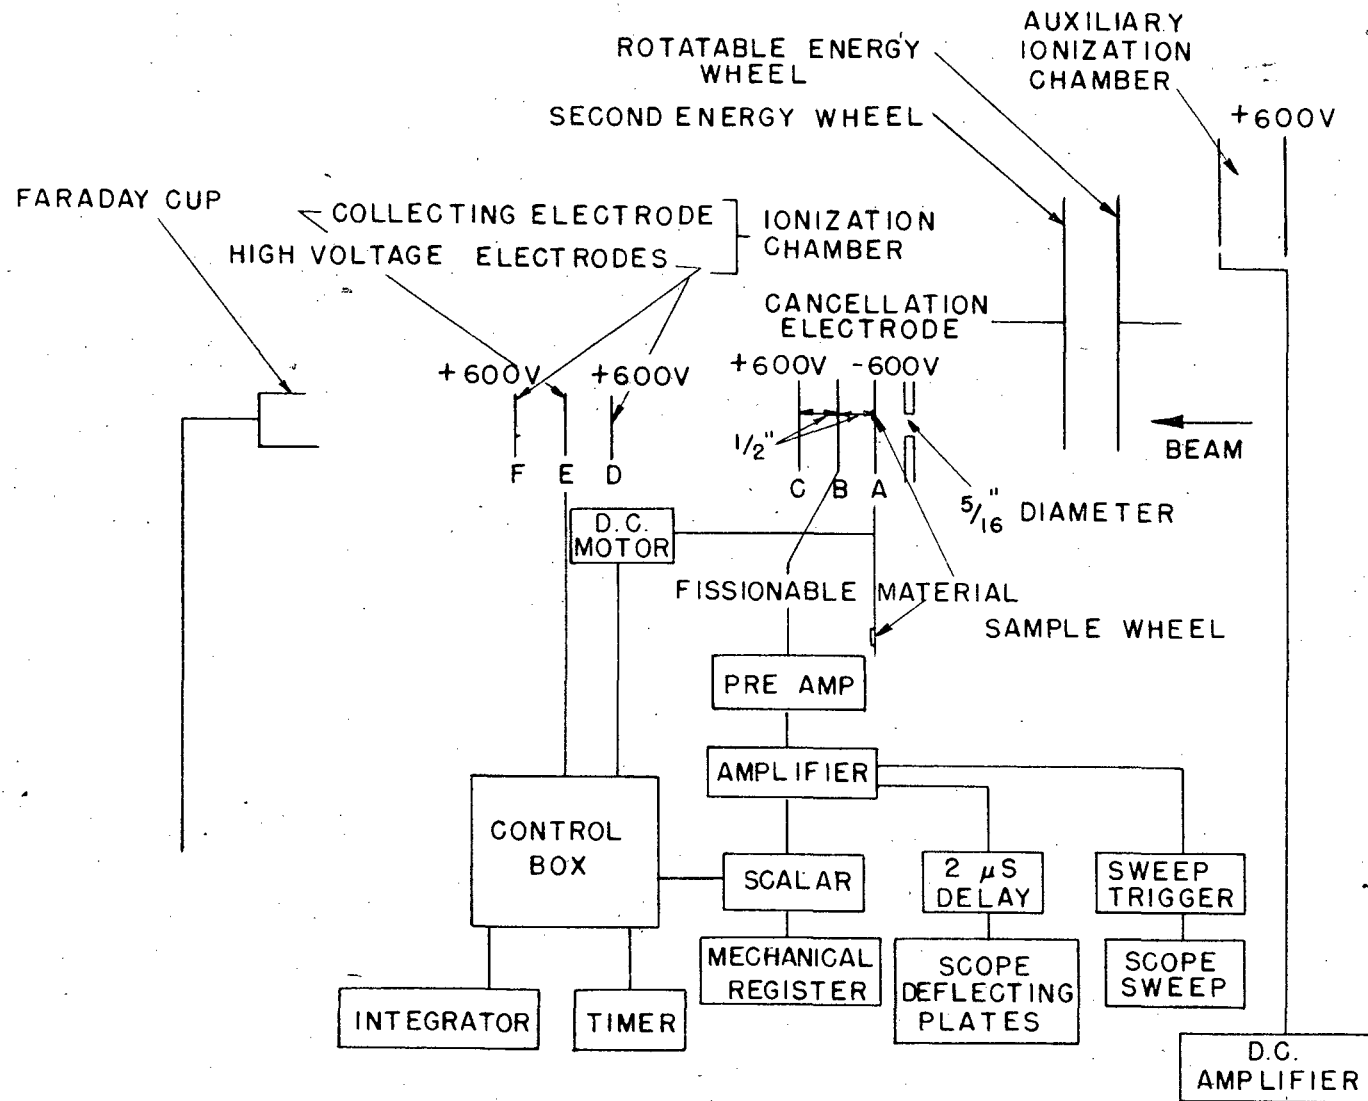 AUXILIARY
IONIZATION
CHAMBER
ROTATABLE ENERGY
WHEEL
SECOND ENERGY WHEEL
+600V
FARADAY CUP
COLLECTING ELECTRODE
HIGH VOLTAGE ELECTRODES
IONIZATION
CHAMBER
CANCELLATION
ELECTRODE
+600V
+600V
+600V
-600V
1/2"
BEAM
F
E
D
C
B
A
5/16" DIAMETER
D.C.
MOTOR
FISSIONABLE MATERIAL
SAMPLE WHEEL
PRE AMP
AMPLIFIER
CONTROL
BOX
SCALAR
2 μS
DELAY
SWEEP
TRIGGER
MECHANICAL
REGISTER
SCOPE
DEFLECTING
PLATES
SCOPE
SWEEP
INTEGRATOR
TIMER
D.C.
AMPLIFIER